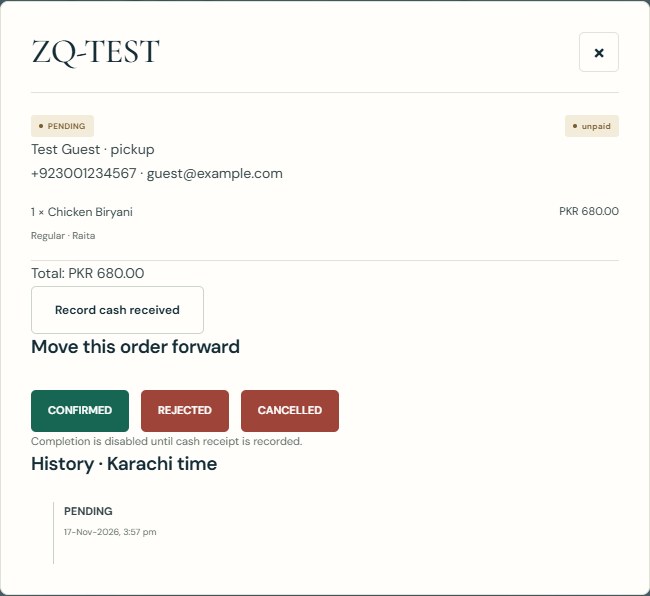 ZQ-TEST
×
PENDING
unpaid
Test Guest · pickup
+923001234567 · guest@example.com
1 × Chicken Biryani
PKR 680.00
Regular · Raita
Total: PKR 680.00
Record cash received
Move this order forward
CONFIRMED
REJECTED
CANCELLED
Completion is disabled until cash receipt is recorded.
History · Karachi time
PENDING
17-Nov-2026, 3:57 pm